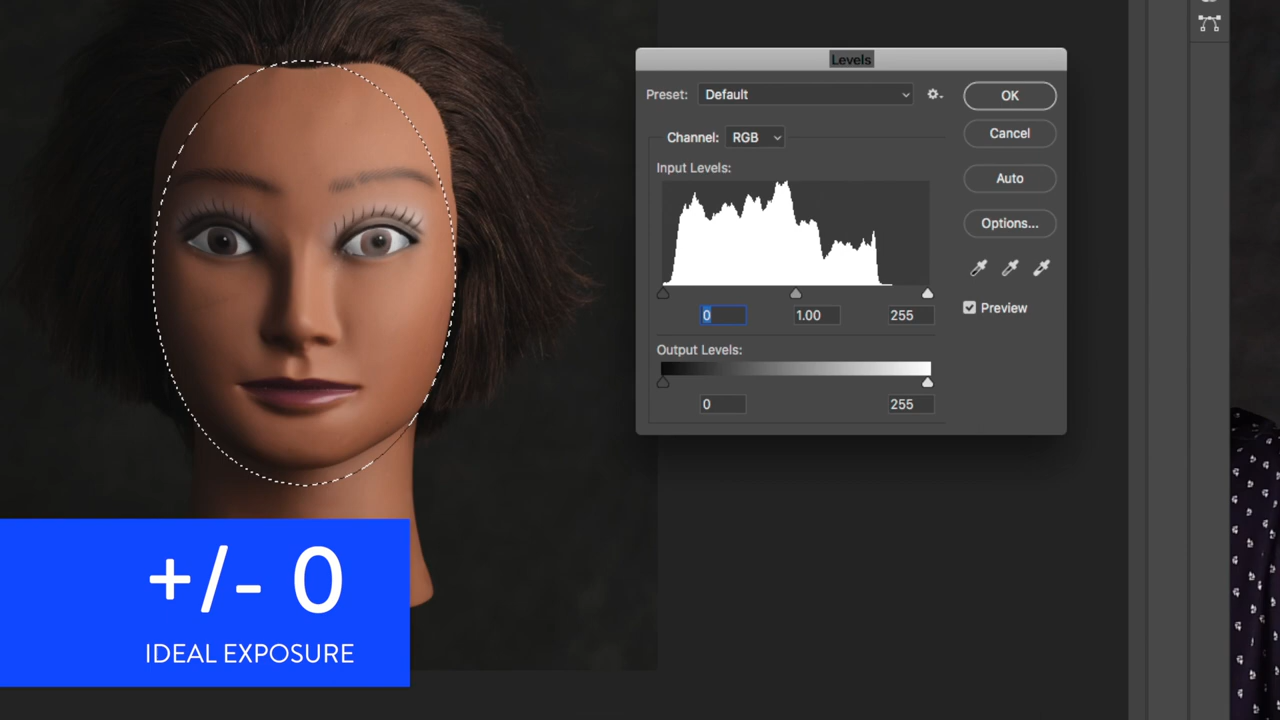 Levels
Preset: Default
OK
Channel: RGB
Cancel
Input Levels:
Auto
Options...
0 1.00 255
Preview
Output Levels:
0 255
+/- 0
IDEAL EXPOSURE